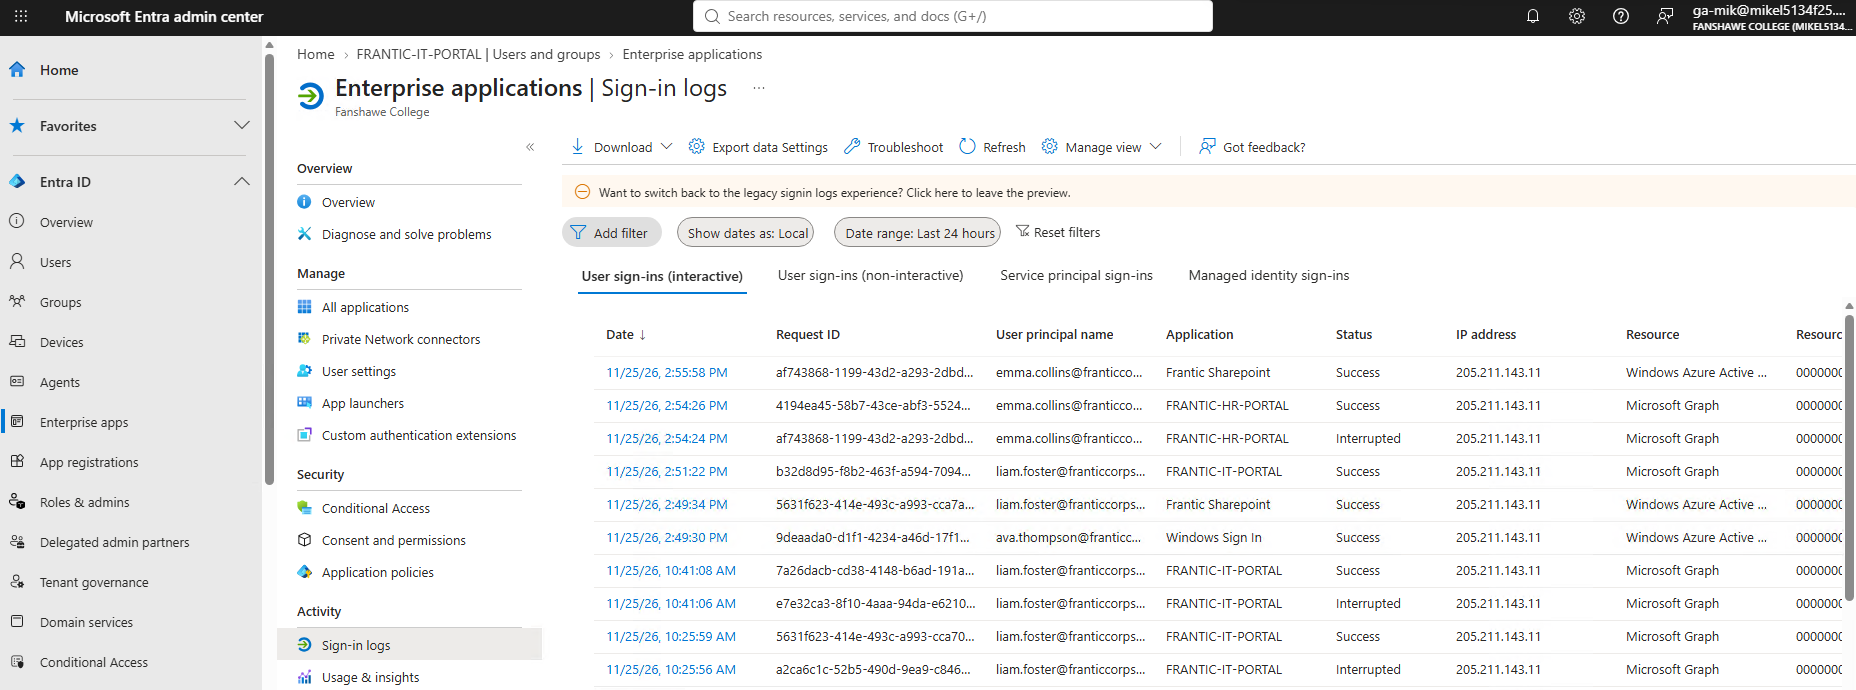 Microsoft Entra admin center
Search resources, services, and docs (G+/)
ga-mik@mikel5134f25....
FANSHAWE COLLEGE (MIKEL5134...
Home
Favorites
Entra ID
Overview
Users
Groups
Devices
Agents
Enterprise apps
App registrations
Roles & admins
Delegated admin partners
Tenant governance
Domain services
Conditional Access
Home › FRANTIC-IT-PORTAL | Users and groups › Enterprise applications
Enterprise applications | Sign-in logs ...
Fanshawe College
«
Overview
Overview
Diagnose and solve problems
Manage
All applications
Private Network connectors
User settings
App launchers
Custom authentication extensions
Security
Conditional Access
Consent and permissions
Application policies
Activity
Sign-in logs
Usage & insights
Download Export data Settings Troubleshoot Refresh Manage view Got feedback?
Want to switch back to the legacy signin logs experience? Click here to leave the preview.
Add filter Show dates as: Local Date range: Last 24 hours Reset filters
User sign-ins (interactive) User sign-ins (non-interactive) Service principal sign-ins Managed identity sign-ins
Date ↓ Request ID User principal name Application Status IP address Resource Resourc
11/25/26, 2:55:58 PM af743868-1199-43d2-a293-2dbd... emma.collins@franticco... Frantic Sharepoint Success 205.211.143.11 Windows Azure Active ... 0000000
11/25/26, 2:54:26 PM 4194ea45-58b7-43ce-abf3-5524... emma.collins@franticco... FRANTIC-HR-PORTAL Success 205.211.143.11 Microsoft Graph 0000000
11/25/26, 2:54:24 PM af743868-1199-43d2-a293-2dbd... emma.collins@franticco... FRANTIC-HR-PORTAL Interrupted 205.211.143.11 Microsoft Graph 0000000
11/25/26, 2:51:22 PM b32d8d95-f8b2-463f-a594-7094... liam.foster@franticcorps... FRANTIC-IT-PORTAL Success 205.211.143.11 Microsoft Graph 0000000
11/25/26, 2:49:34 PM 5631f623-414e-493c-a993-cca7a... liam.foster@franticcorps... Frantic Sharepoint Success 205.211.143.11 Windows Azure Active ... 0000000
11/25/26, 2:49:30 PM 9deaada0-d1f1-4234-a46d-17f1... ava.thompson@franticc... Windows Sign In Success 205.211.143.11 Windows Azure Active ... 0000000
11/25/26, 10:41:08 AM 7a26dacb-cd38-4148-b6ad-191a... liam.foster@franticcorps... FRANTIC-IT-PORTAL Success 205.211.143.11 Microsoft Graph 0000000
11/25/26, 10:41:06 AM e7e32ca3-8f10-4aaa-94da-e6210... liam.foster@franticcorps... FRANTIC-IT-PORTAL Interrupted 205.211.143.11 Microsoft Graph 0000000
11/25/26, 10:25:59 AM 5631f623-414e-493c-a993-cca70... liam.foster@franticcorps... FRANTIC-IT-PORTAL Success 205.211.143.11 Microsoft Graph 0000000
11/25/26, 10:25:56 AM a2ca6c1c-52b5-490d-9ea9-c846... liam.foster@franticcorps... FRANTIC-IT-PORTAL Interrupted 205.211.143.11 Microsoft Graph 0000000